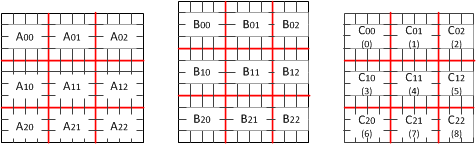 A00 A01 A02
A10 A11 A12
A20 A21 A22
B00 B01 B02
B10 B11 B12
B20 B21 B22
C00 C01 C02
(0) (1) (2)
C10 C11 C12
(3) (4) (5)
C20 C21 C22
(6) (7) (8)